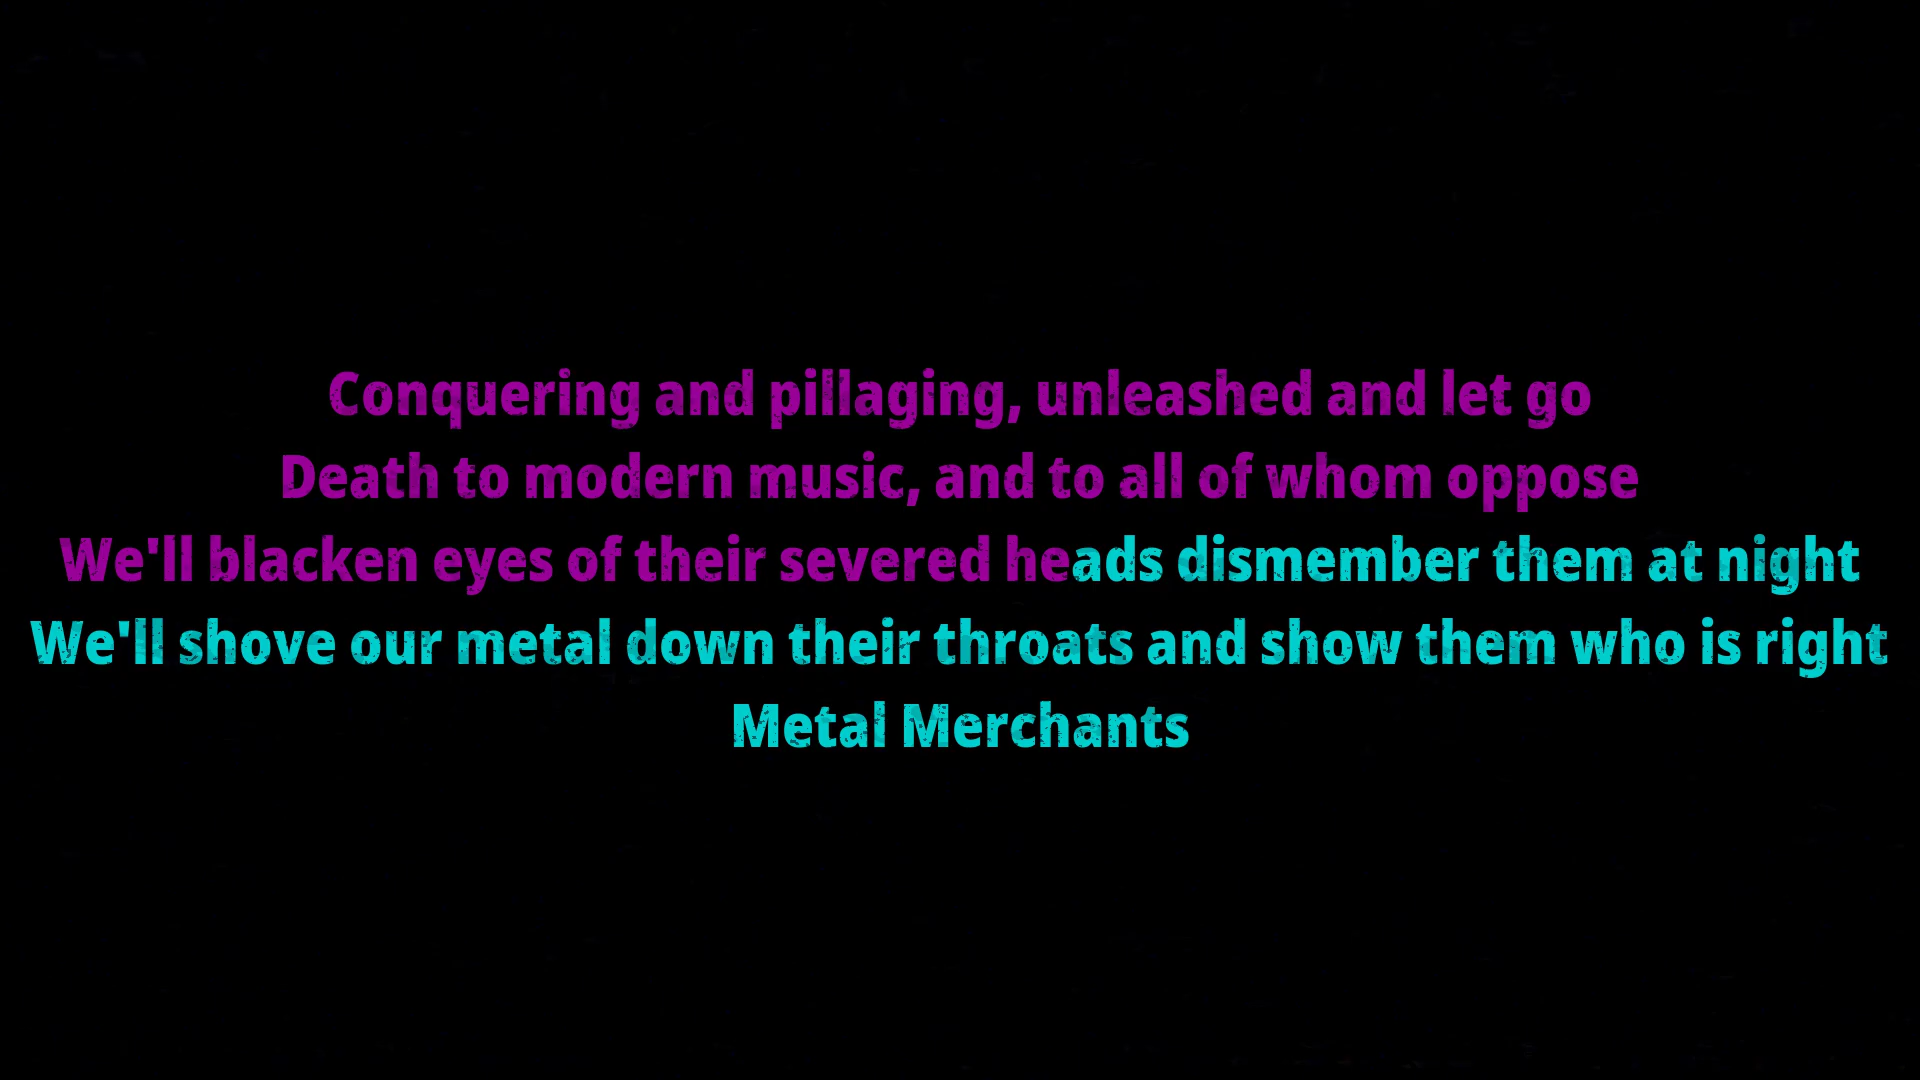 Conquering and pillaging, unleashed and let go
Death to modern music, and to all of whom oppose
We'll blacken eyes of their severed heads dismember them at night
We'll shove our metal down their throats and show them who is right
Metal Merchants